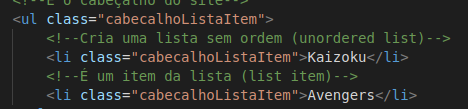 <!--É o cabeçalho do site-->
<ul class="cabecalhoListaItem">
<!--Cria uma lista sem ordem (unordered list)-->
<li class="cabecalhoListaItem">Kaizoku</li>
<!--É um item da lista (list item)-->
<li class="cabecalhoListaItem">Avengers</li>